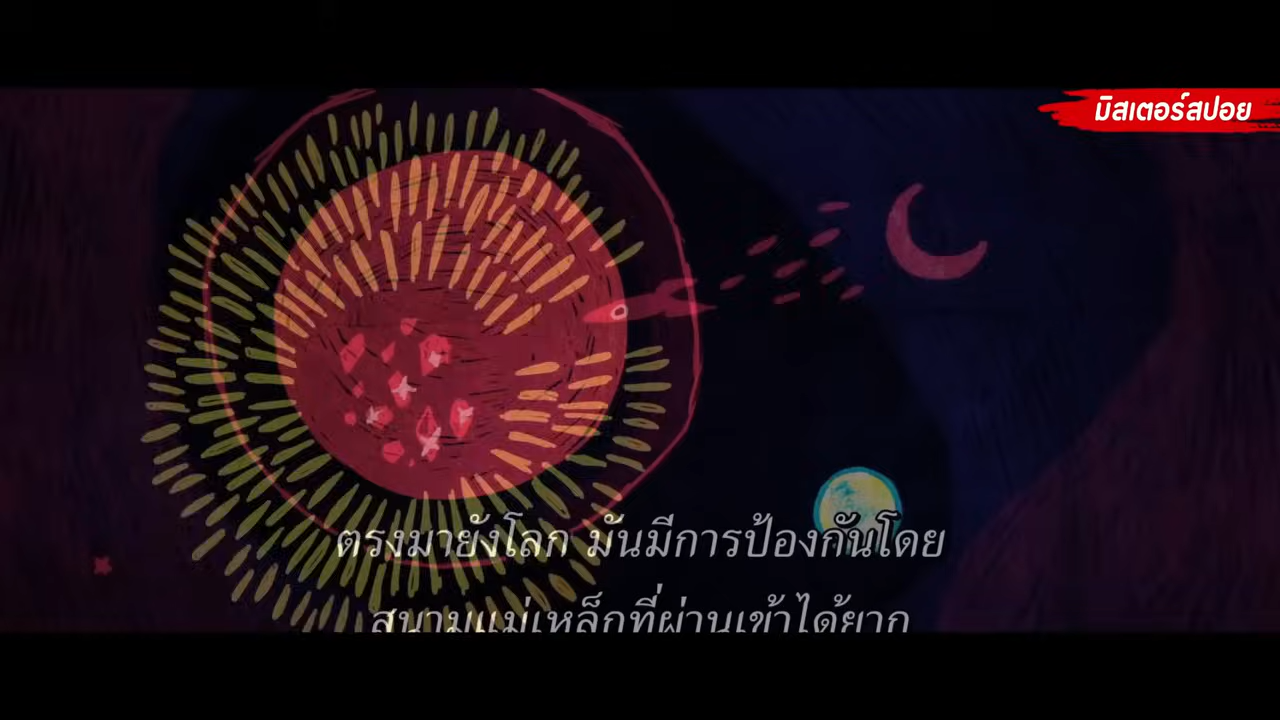 มิสเตอร์สปอย
ตรงมายังโลก มันมีการป้องกันโดย
สนามแม่เหล็กที่ผ่านเข้าได้ยาก